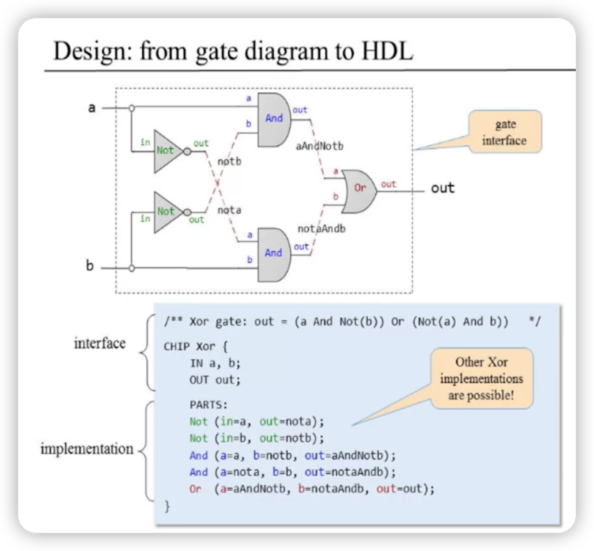 Design: from gate diagram to HDL
a
a
And
out
b
gate
interface
in
Not
out
notb
aAndNotb
a
Or
out
out
b
in
Not
out
nota
notaAndb
a
And
out
b
b
interface
/** Xor gate: out = (a And Not(b)) Or (Not(a) And b)) */
CHIP Xor {
IN a, b;
OUT out;
Other Xor
implementations
are possible!
implementation
PARTS:
Not (in=a, out=nota);
Not (in=b, out=notb);
And (a=a, b=notb, out=aAndNotb);
And (a=nota, b=b, out=notaAndb);
Or (a=aAndNotb, b=notaAndb, out=out);
}